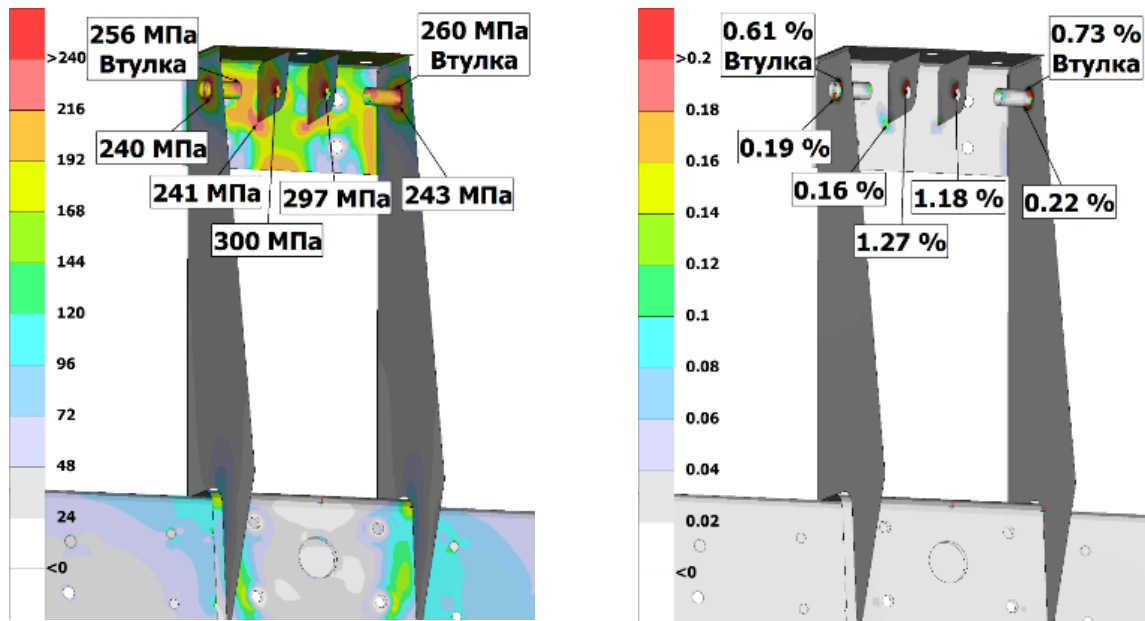 256 МПа
Втулка
260 МПа
Втулка
>240
216
192
168
144
120
96
72
48
24
<0
240 МПа
241 МПа
297 МПа
243 МПа
300 МПа
0.61 %
Втулка
0.73 %
Втулка
>0.2
0.18
0.16
0.14
0.12
0.1
0.08
0.06
0.04
0.02
<0
0.19 %
0.16 %
1.18 %
0.22 %
1.27 %